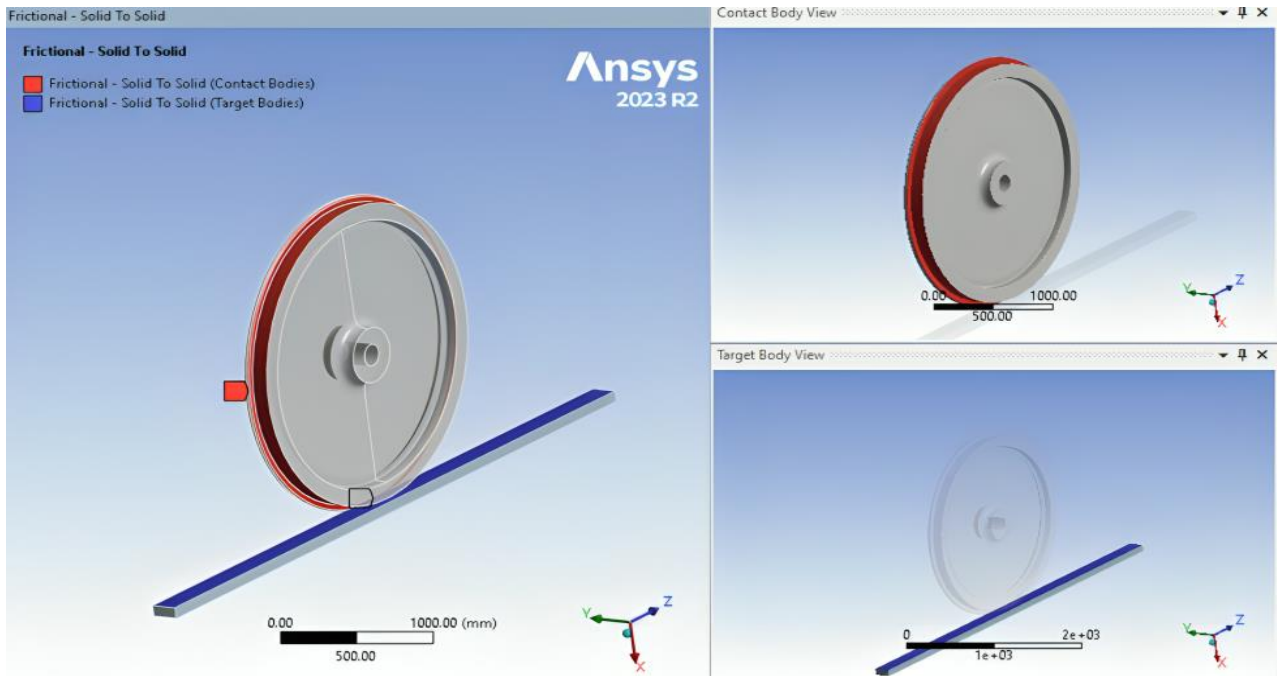 Frictional - Solid To Solid
Frictional - Solid To Solid
Frictional - Solid To Solid (Contact Bodies)
Frictional - Solid To Solid (Target Bodies)
Ansys
2023 R2
0.00
1000.00 (mm)
500.00
Y
Z
X
Contact Body View
0.00
1000.00
500.00
Y
Z
X
Target Body View
0
2e+03
1e+03
Y
Z
X